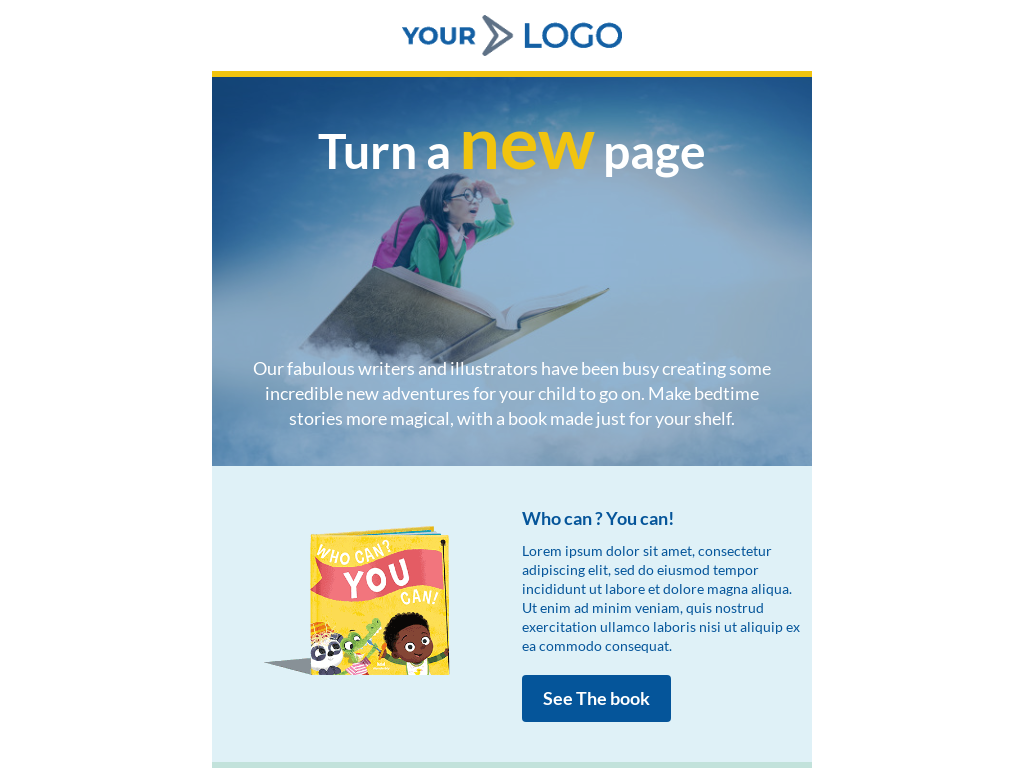 YOUR LOGO
Turn a new page
Our fabulous writers and illustrators have been busy creating some
incredible new adventures for your child to go on. Make bedtime
stories more magical, with a book made just for your shelf.
Who can ? You can!
Lorem ipsum dolor sit amet, consectetur
adipiscing elit, sed do eiusmod tempor
incididunt ut labore et dolore magna aliqua.
Ut enim ad minim veniam, quis nostrud
exercitation ullamco laboris nisi ut aliquip ex
ea commodo consequat.
See The book
WHO CAN?
YOU
CAN!